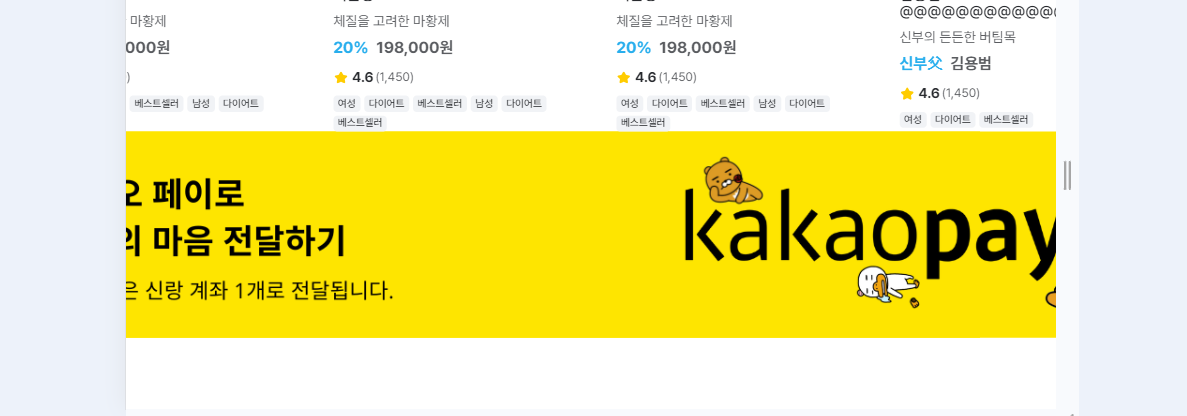 @@@@@@@@@@@
마황제
체질을 고려한 마황제
체질을 고려한 마황제
신부의 든든한 버팀목
000원
20% 198,000원
20% 198,000원
신부父 김용범
)
4.6 (1,450)
4.6 (1,450)
4.6 (1,450)
베스트셀러 남성 다이어트
여성 다이어트 베스트셀러 남성 다이어트
베스트셀러
여성 다이어트 베스트셀러 남성 다이어트
베스트셀러
여성 다이어트 베스트셀러
오 페이로
의 마음 전달하기
은 신랑 계좌 1개로 전달됩니다.
kakaopay